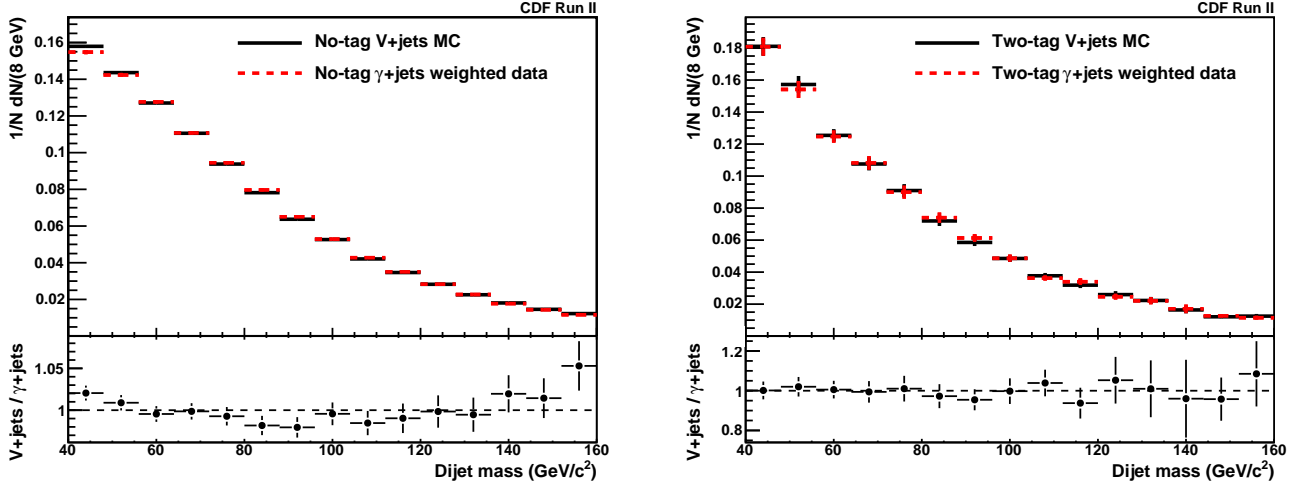 CDF Run II
1/N dN/(8 GeV)
0.16
0.14
0.12
0.1
0.08
0.06
0.04
0.02
No-tag V+jets MC
No-tag γ+jets weighted data
V+jets / γ+jets
1.05
1
40 60 80 100 120 140 160
Dijet mass (GeV/c²)
CDF Run II
1/N dN/(8 GeV)
0.18
0.16
0.14
0.12
0.1
0.08
0.06
0.04
0.02
Two-tag V+jets MC
Two-tag γ+jets weighted data
V+jets / γ+jets
1.2
1
0.8
40 60 80 100 120 140 160
Dijet mass (GeV/c²)